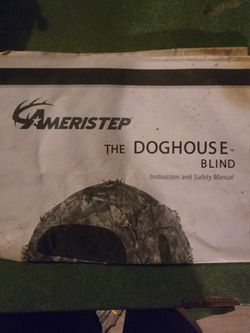 AMERISTEP
THE DOGHOUSE
BLIND
Instruction and Safety Manual